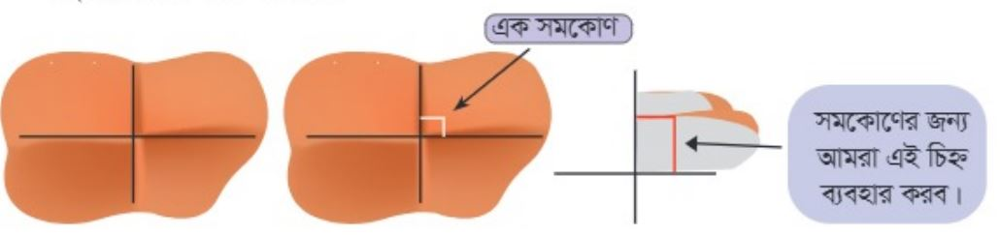 এক সমকোণ
সমকোণের জন্য
আমরা এই চিহ্ন
ব্যবহার করব।